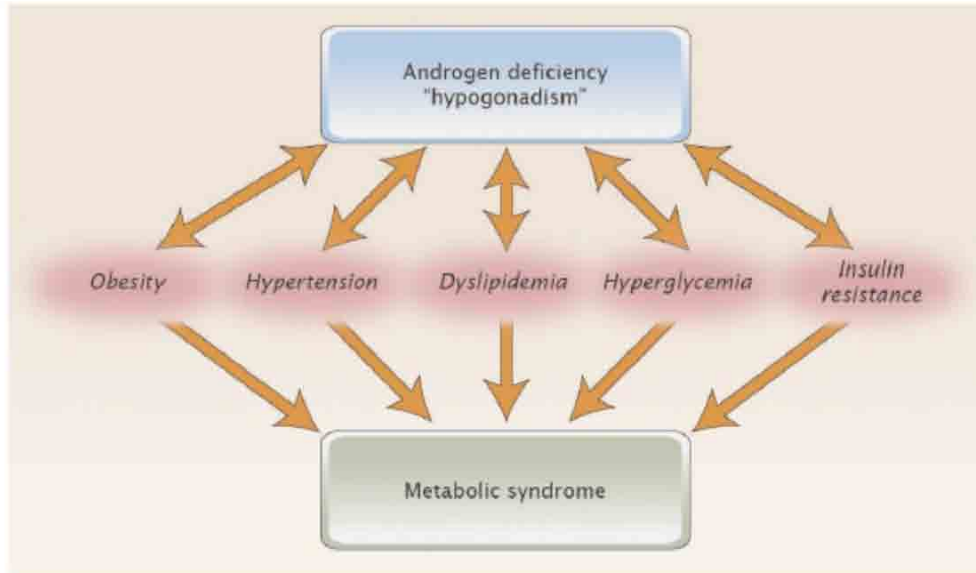 Androgen deficiency
"hypogonadism"
Obesity
Hypertension
Dyslipidemia
Hyperglycemia
Insulin
resistance
Metabolic syndrome